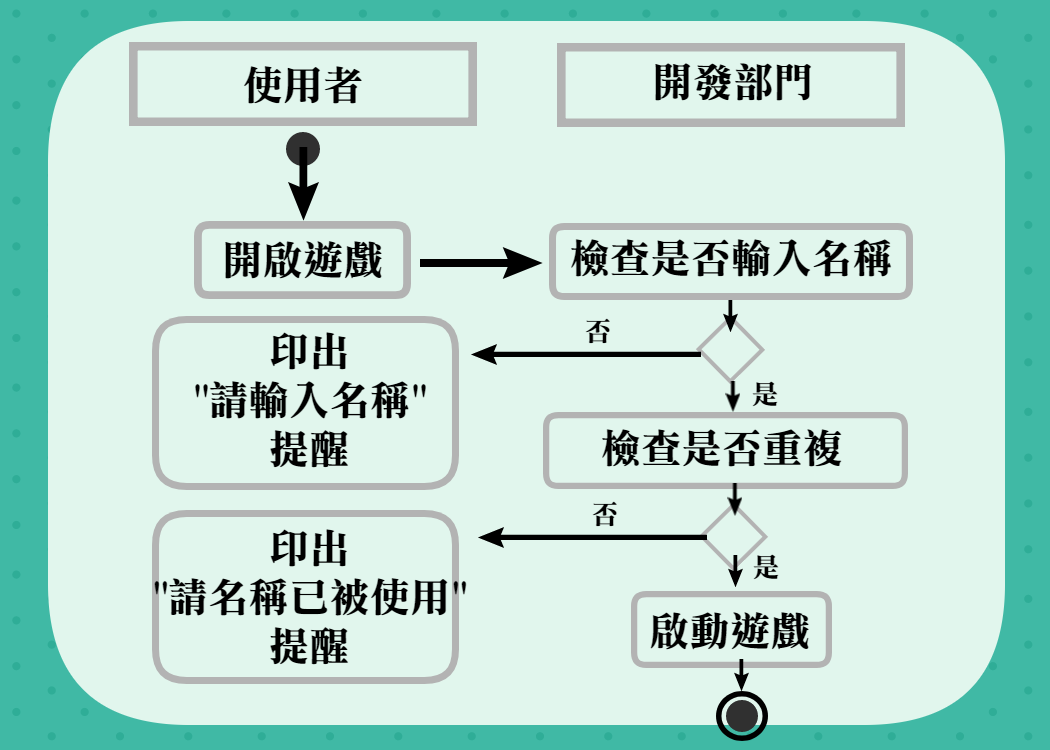 使用者
開發部門
開啟遊戲
檢查是否輸入名稱
否
印出
"請輸入名稱"
提醒
是
檢查是否重複
否
印出
"請名稱已被使用"
提醒
是
啟動遊戲